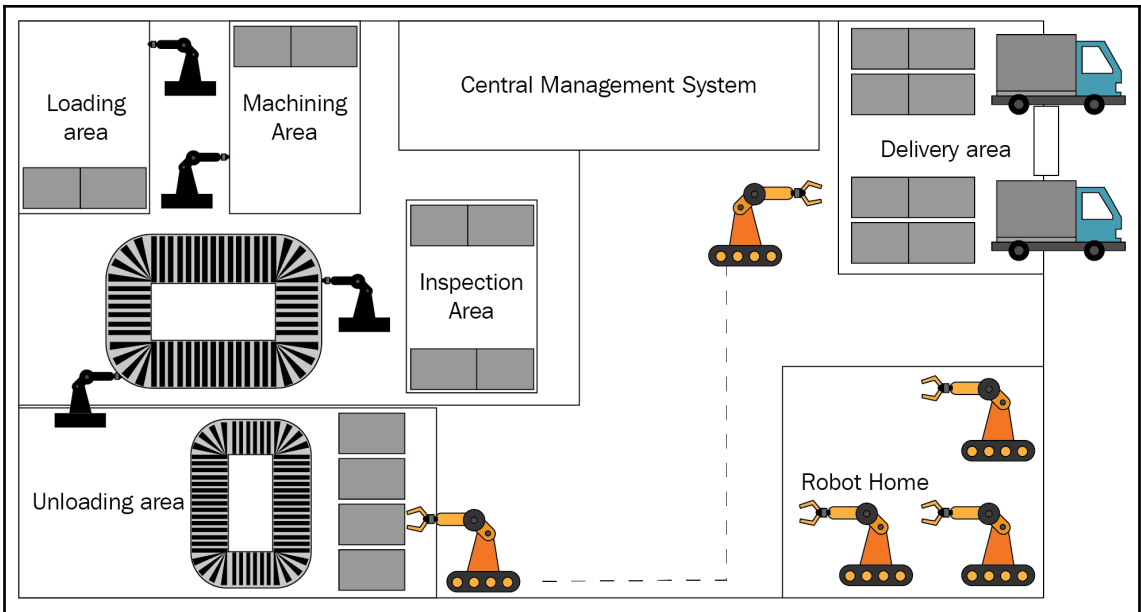 Loading
area
Machining
Area
Central Management System
Delivery area
Inspection
Area
Unloading area
Robot Home